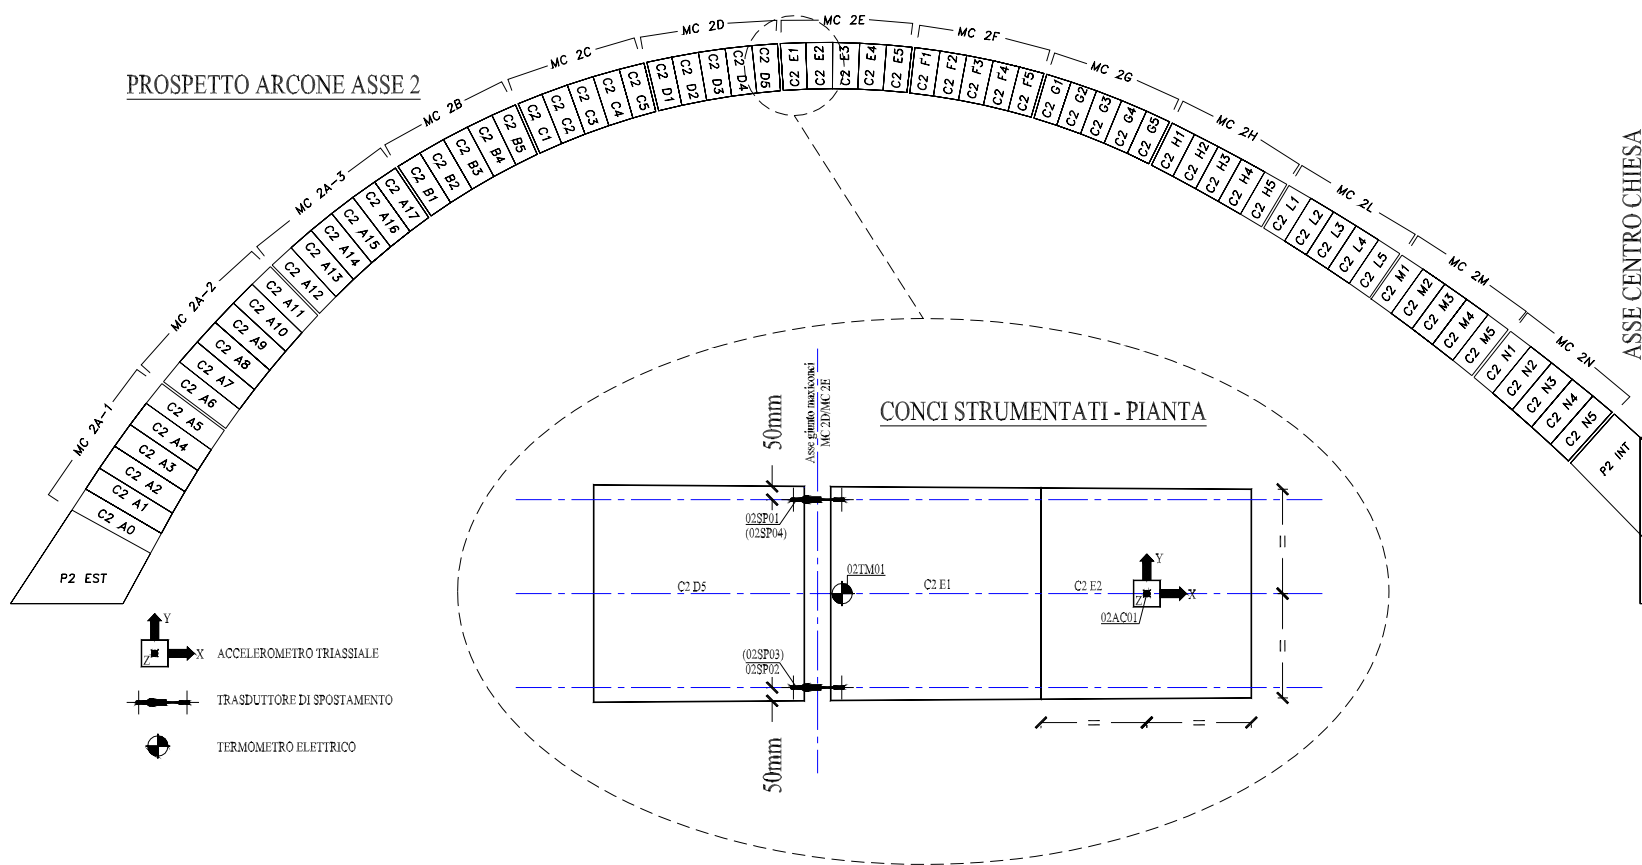 PROSPETTO ARCONE ASSE 2
MC 2A-1
MC 2A-2
MC 2A-3
MC 2B
MC 2C
MC 2D
MC 2E
MC 2F
MC 2G
MC 2H
MC 2L
MC 2M
MC 2N
P2 EST
C2 A0
C2 A1
C2 A2
C2 A3
C2 A4
C2 A5
C2 A6
C2 A7
C2 A8
C2 A9
C2 A10
C2 A11
C2 A12
C2 A13
C2 A14
C2 A15
C2 A16
C2 A17
C2 B1
C2 B2
C2 B3
C2 B4
C2 B5
C2 C1
C2 C2
C2 C3
C2 C4
C2 C5
C2 D1
C2 D2
C2 D3
C2 D4
C2 D5
C2 E1
C2 E2
C2 E3
C2 E4
C2 E5
C2 F1
C2 F2
C2 F3
C2 F4
C2 F5
C2 G1
C2 G2
C2 G3
C2 G4
C2 G5
C2 H1
C2 H2
C2 H3
C2 H4
C2 H5
C2 L1
C2 L2
C2 L3
C2 L4
C2 L5
C2 M1
C2 M2
C2 M3
C2 M4
C2 M5
C2 N1
C2 N2
C2 N3
C2 N4
C2 N5
P2 INT
ASSE CENTRO CHIESA
CONCI STRUMENTATI - PIANTA
Asse giunto maxiconci
MC 2D/MC 2E
50mm
02SP01
(02SP04)
02TM01
C2 D5
C2 E1
C2 E2
Y
X
Z
02AC01
(02SP03)
02SP02
50mm
Y
X
Z
ACCELEROMETRO TRIASSIALE
TRASDUTTORE DI SPOSTAMENTO
TERMOMETRO ELETTRICO